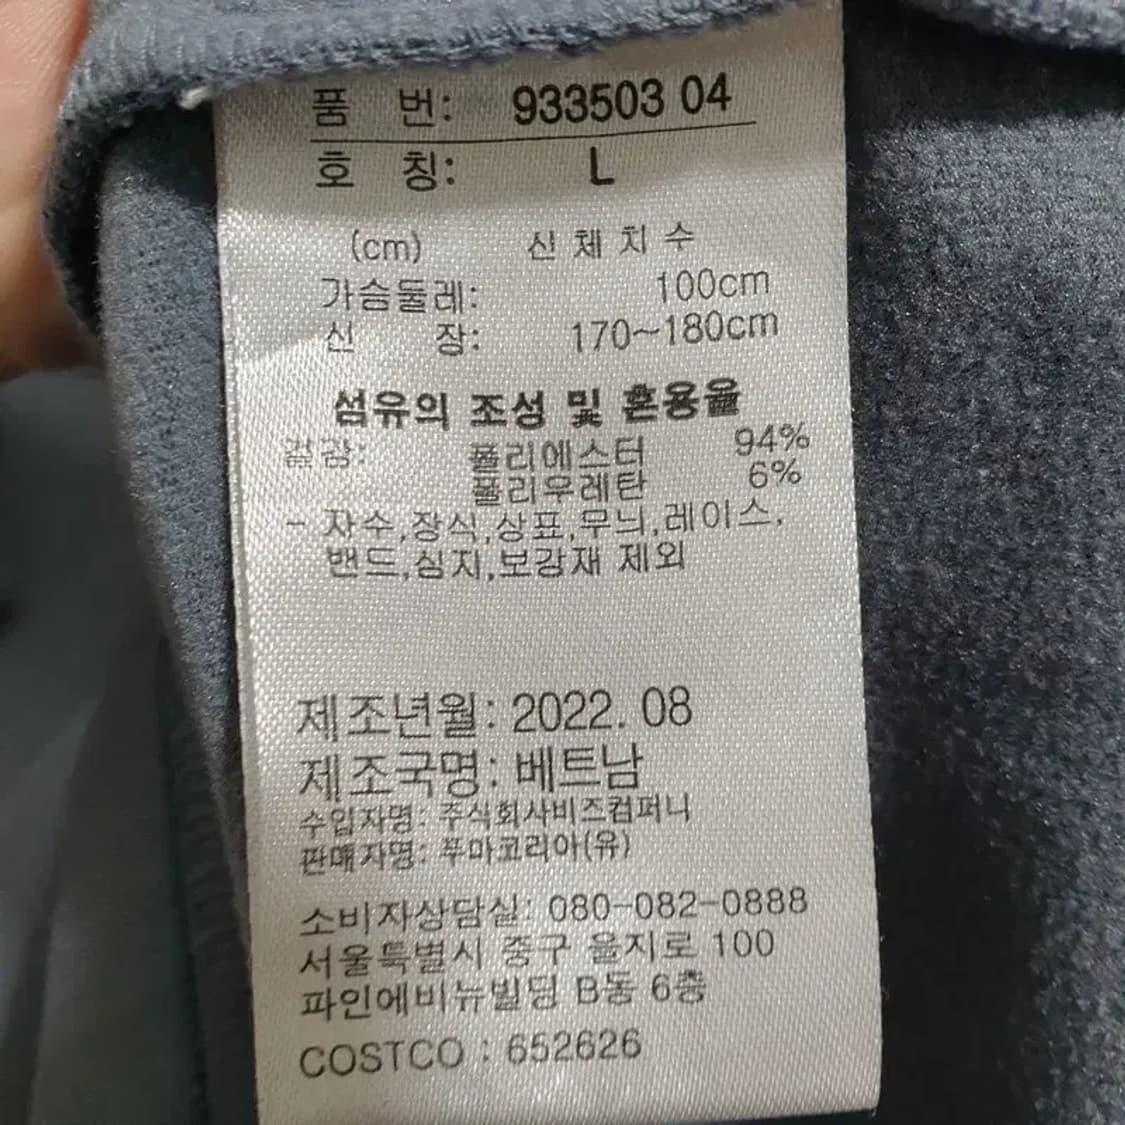 품 번: 933503 04
호 칭: L
(cm) 신 체 치 수
가슴둘레: 100cm
신 장: 170~180cm
섬유의 조성 및 혼용율
겉감: 폴리에스터 94%
폴리우레탄 6%
- 자수,장식,상표,무늬,레이스,
밴드,심지,보강재 제외
제조년월: 2022. 08
제조국명: 베트남
수입자명: 주식회사비즈컴퍼니
판매자명: 푸마코리아(유)
소비자상담실: 080-082-0888
서울특별시 중구 을지로 100
파인에비뉴빌딩 B동 6층
COSTCO : 652626